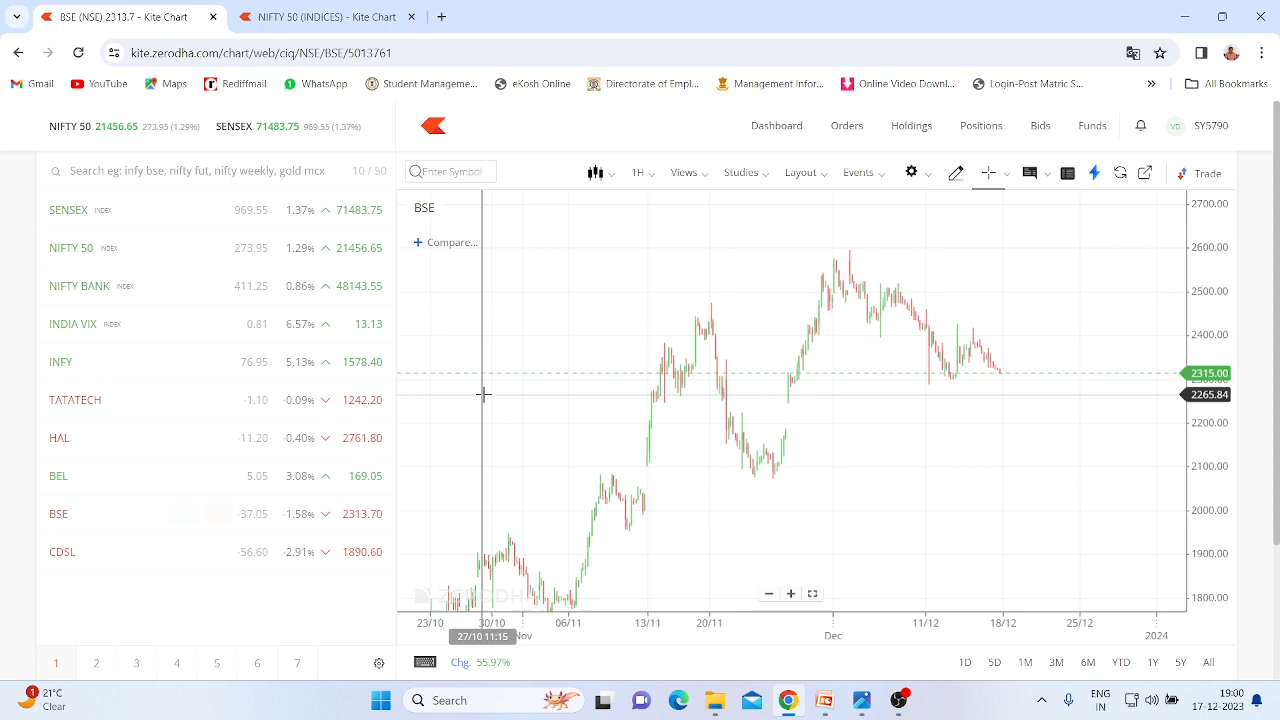 BSE | 2313.7 (-1.58%)
NIFTY 50 (INDICES) - Kite Chart
kite.zerodha.com/chart/web/ciq/NSE/BSE/5013761
Gmail YouTube Maps Rediffmail WhatsApp Student Manageme... eKosh Online Directorate of Empl... Management Infor... Online Video Downl... Login-Post Matric S... » All Bookmarks
NIFTY 50 21456.65 273.95 (1.29%) SENSEX 71483.75 969.55 (1.37%) Dashboard Orders Holdings Positions Bids Funds VD SY5790
Search eg: infy bse, nifty fut, nifty weekly, gold mcx 10 / 50 Enter Symbol 1H Views Studies Layout Events Trade
SENSEX INDEX 969.55 71483.75
NIFTY 50 INDEX 273.95 1.29% 21456.65
NIFTY BANK INDEX 411.25 48143.55
INDIA VIX INDEX 0.81 6.57% 13.13
INFY 76.95 5.13% 1578.40
TATATECH -1.10 -0.09% 1242.20
HAL -11.20 -0.40% 2781.80
BEL 5.05 3.08% 169.05
BSE -37.05 -1.58% 2313.70
CDSL -56.60 -2.91% 1890.60
BSE
Compare...
2700.00
2600.00
2500.00
2400.00
2315.00
2300.00
2265.84
2200.00
2100.00
2000.00
1900.00
1800.00
ZERODHA
23/10 30/10 06/11 13/11 20/11 11/12 18/12 25/12
27/10 11:15 Nov Dec 2024
1 2 3 4 5 6 7 Chg. 55.97% 1D 5D 1M 3M 6M YTD 1Y 5Y All
1 21°C
Clear
Search
ENG
IN
19:00
17-12-2023